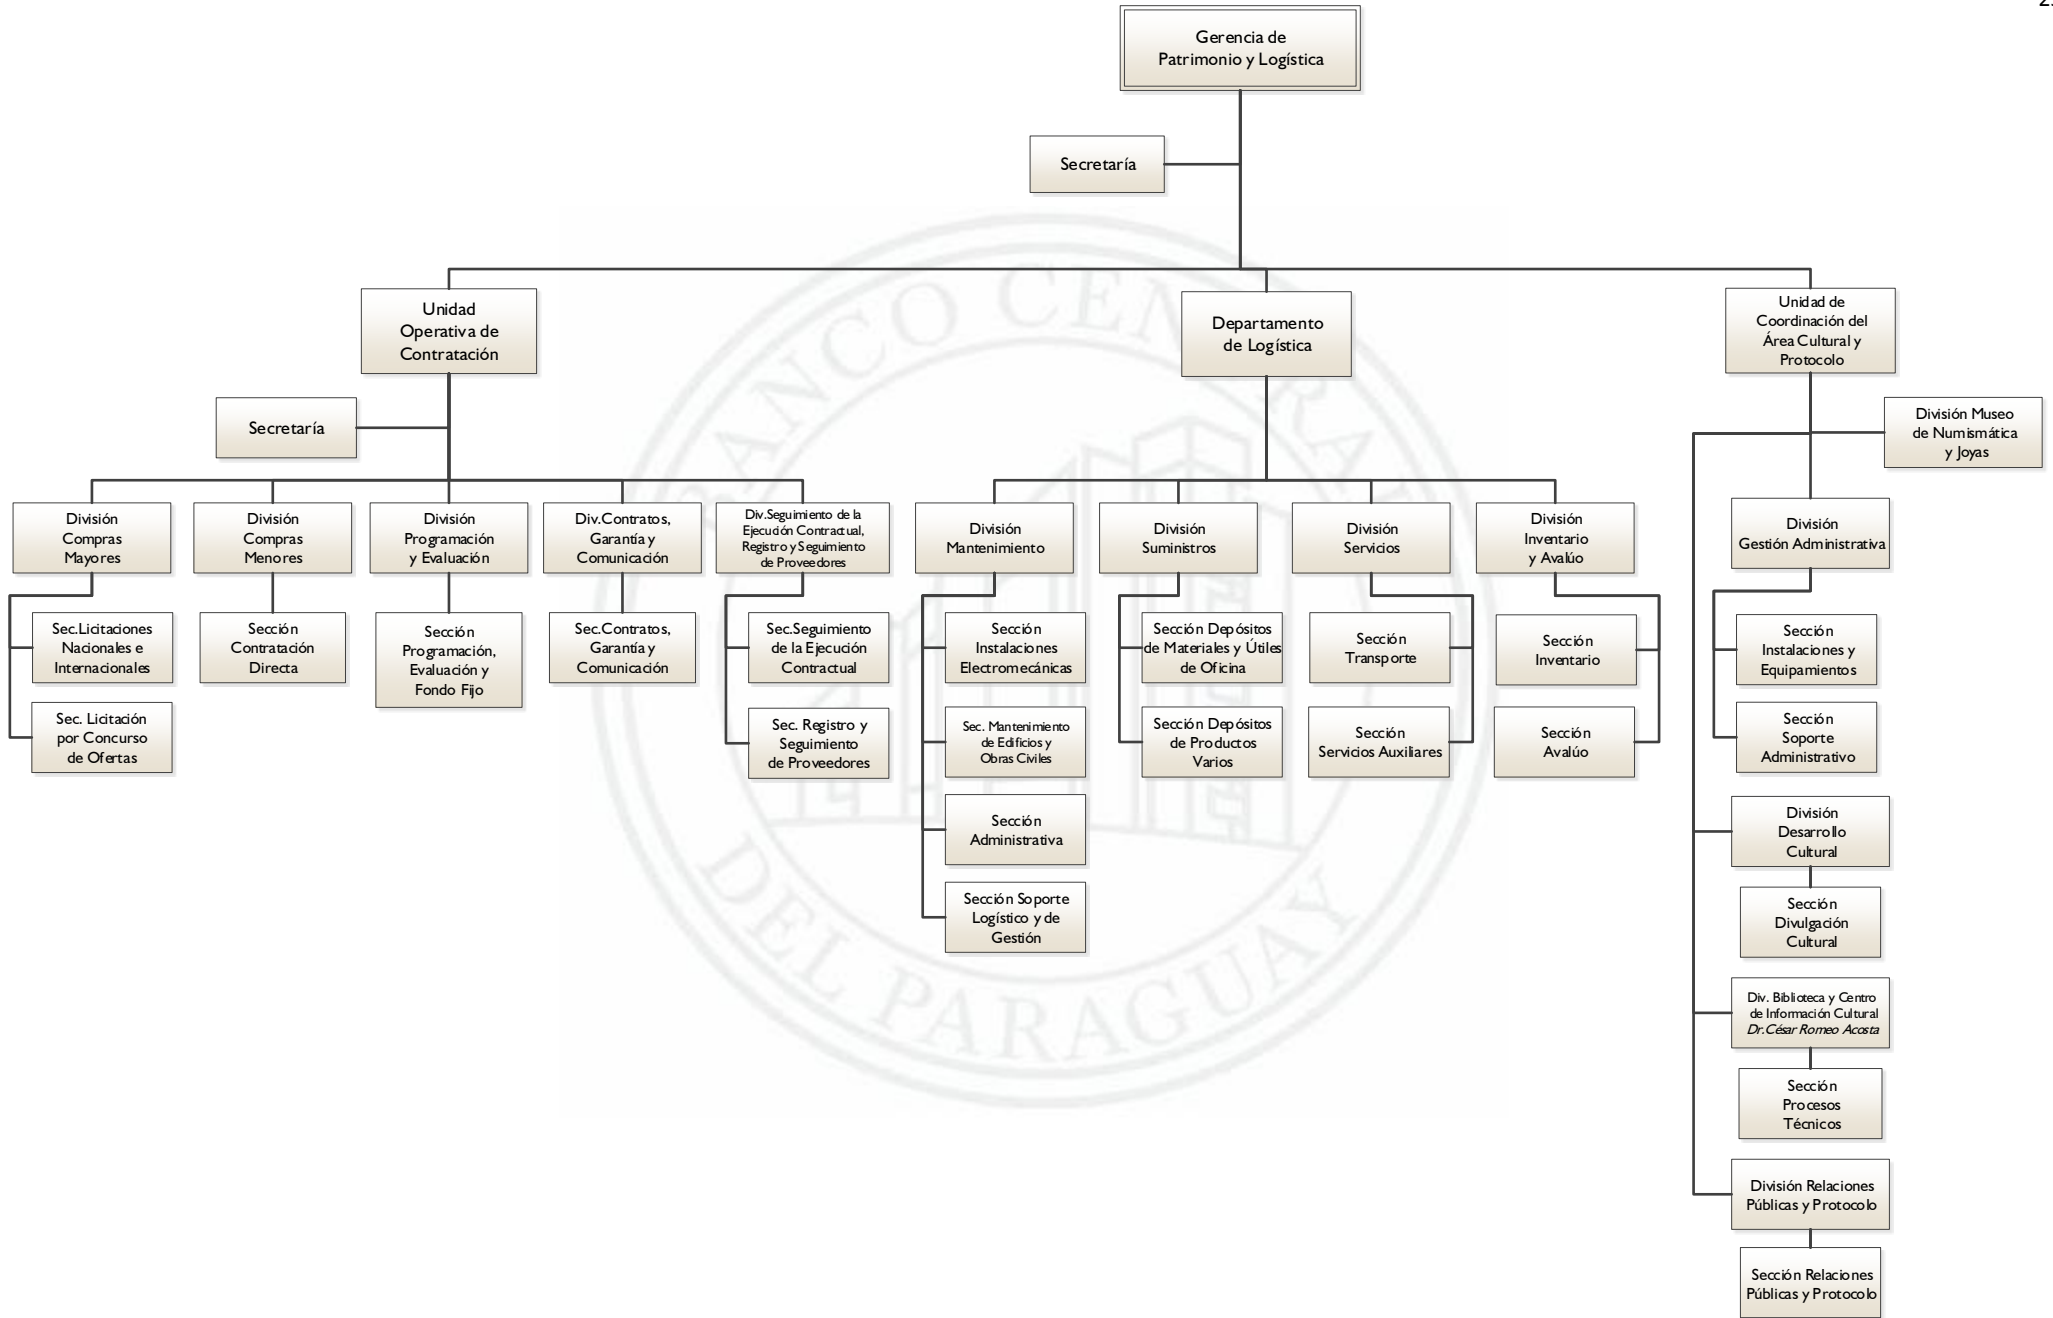 Gerencia de
Patrimonio y Logística
Secretaría
BANCO CENTRAL
DEL PARAGUAY
Unidad
Operativa de
Contratación
Departamento
de Logística
Unidad de
Coordinación del
Área Cultural y
Protocolo
Secretaría
División Museo
de Numismática
y Joyas
División
Compras
Mayores
División
Compras
Menores
División
Programación
y Evaluación
Div.Contratos,
Garantía y
Comunicación
Div.Seguimiento de la
Ejecución Contractual,
Registro y Seguimiento
de Proveedores
División
Mantenimiento
División
Suministros
División
Servicios
División
Inventario
y Avalúo
División
Gestión Administrativa
Sec.Licitaciones
Nacionales e
Internacionales
Sección
Contratación
Directa
Sección
Programación,
Evaluación y
Fondo Fijo
Sec.Contratos,
Garantía y
Comunicación
Sec.Seguimiento
de la Ejecución
Contractual
Sección
Instalaciones
Electromecánicas
Sección Depósitos
de Materiales y Útiles
de Oficina
Sección
Transporte
Sección
Inventario
Sección
Instalaciones y
Equipamientos
Sec. Licitación
por Concurso
de Ofertas
Sec. Registro y
Seguimiento
de Proveedores
Sec. Mantenimiento
de Edificios y
Obras Civiles
Sección Depósitos
de Productos
Varios
Sección
Servicios Auxiliares
Sección
Avalúo
Sección
Soporte
Administrativo
Sección
Administrativa
División
Desarrollo
Cultural
Sección Soporte
Logístico y de
Gestión
Sección
Divulgación
Cultural
Div. Biblioteca y Centro
de Información Cultural
Dr.César Romeo Acosta
Sección
Procesos
Técnicos
División Relaciones
Públicas y Protocolo
Sección Relaciones
Públicas y Protocolo